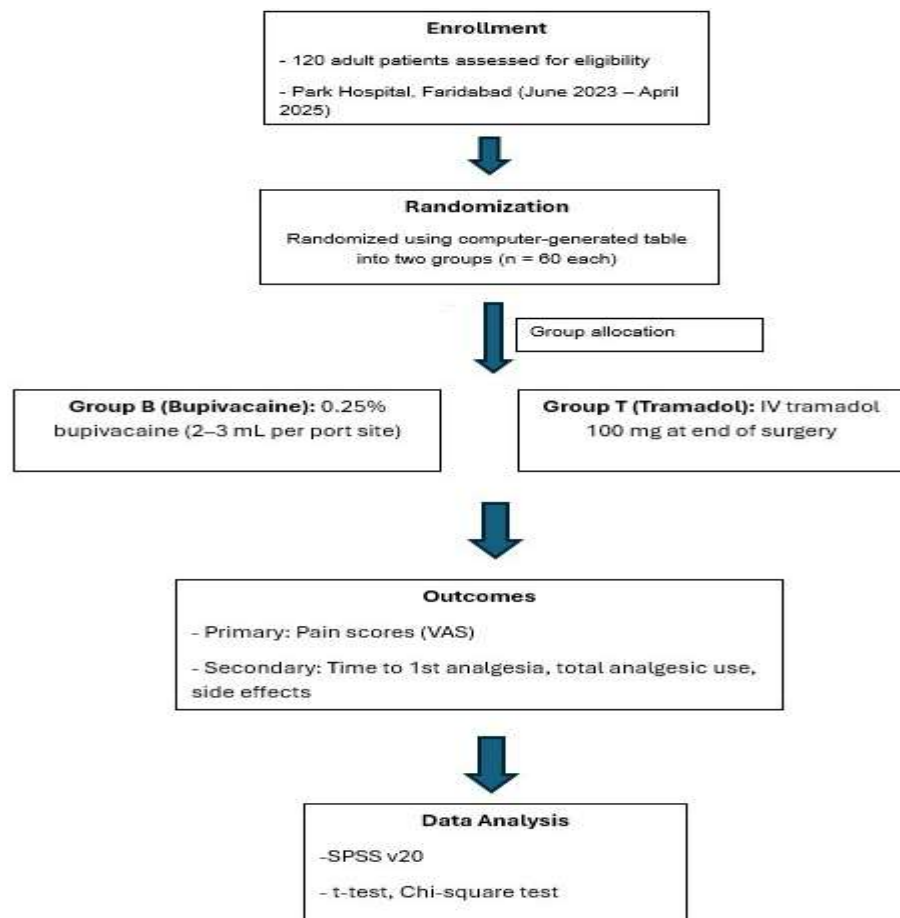 Enrollment
- 120 adult patients assessed for eligibility
- Park Hospital, Faridabad (June 2023 – April
2025)
Randomization
Randomized using computer-generated table
into two groups (n = 60 each)
Group allocation
Group B (Bupivacaine): 0.25%
bupivacaine (2–3 mL per port site)
Group T (Tramadol): IV tramadol
100 mg at end of surgery
Outcomes
- Primary: Pain scores (VAS)
- Secondary: Time to 1st analgesia, total analgesic use,
side effects
Data Analysis
-SPSS v20
- t-test, Chi-square test